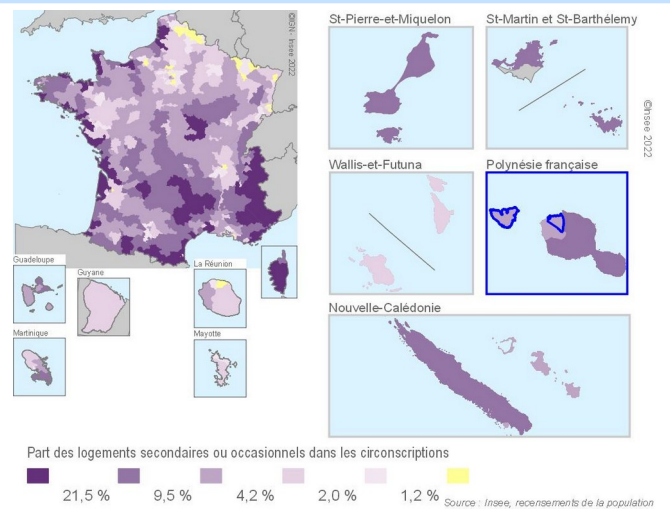 ©IGN - Insee 2022
St-Pierre-et-Miquelon
St-Martin et St-Barthélemy
©Insee 2022
Wallis-et-Futuna
Polynésie française
Guadeloupe
Guyane
La Réunion
Martinique
Mayotte
Nouvelle-Calédonie
Part des logements secondaires ou occasionnels dans les circonscriptions
21,5 % 9,5 % 4,2 % 2,0 % 1,2 %
Source : Insee, recensements de la population